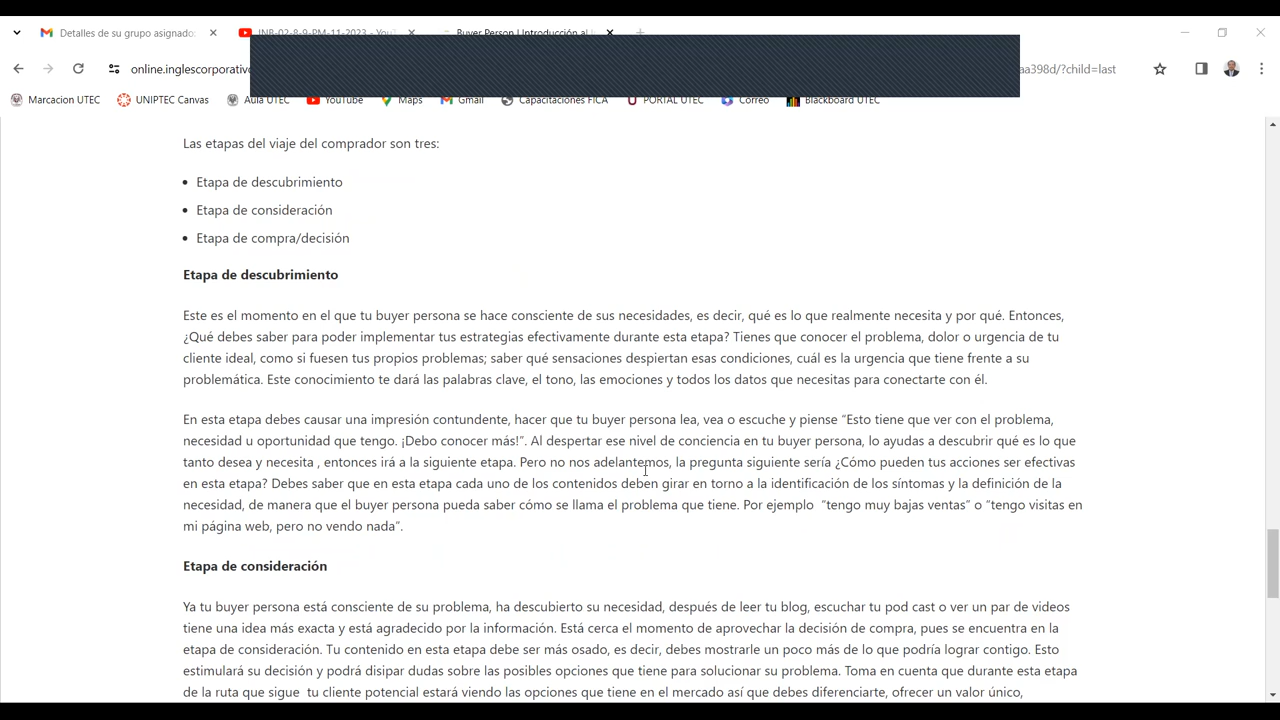 Detalles de su grupo asignado
INB-02-8-9-PM-11-2023 - YouT
Buyer Person | Introducción al
online.inglescorporativo
aa398d/?child=last
Marcacion UTEC
UNIPTEC Canvas
Aula UTEC
YouTube
Maps
Gmail
Capacitaciones FICA
PORTAL UTEC
Correo
Blackboard UTEC
Las etapas del viaje del comprador son tres:
Etapa de descubrimiento
Etapa de consideración
Etapa de compra/decisión
Etapa de descubrimiento
Este es el momento en el que tu buyer persona se hace consciente de sus necesidades, es decir, qué es lo que realmente necesita y por qué. Entonces,
¿Qué debes saber para poder implementar tus estrategias efectivamente durante esta etapa? Tienes que conocer el problema, dolor o urgencia de tu
cliente ideal, como si fuesen tus propios problemas; saber qué sensaciones despiertan esas condiciones, cuál es la urgencia que tiene frente a su
problemática. Este conocimiento te dará las palabras clave, el tono, las emociones y todos los datos que necesitas para conectarte con él.
En esta etapa debes causar una impresión contundente, hacer que tu buyer persona lea, vea o escuche y piense “Esto tiene que ver con el problema,
necesidad u oportunidad que tengo. ¡Debo conocer más!”. Al despertar ese nivel de conciencia en tu buyer persona, lo ayudas a descubrir qué es lo que
tanto desea y necesita , entonces irá a la siguiente etapa. Pero no nos adelantemos, la pregunta siguiente sería ¿Cómo pueden tus acciones ser efectivas
en esta etapa? Debes saber que en esta etapa cada uno de los contenidos deben girar en torno a la identificación de los síntomas y la definición de la
necesidad, de manera que el buyer persona pueda saber cómo se llama el problema que tiene. Por ejemplo  “tengo muy bajas ventas” o “tengo visitas en
mi página web, pero no vendo nada”.
Etapa de consideración
Ya tu buyer persona está consciente de su problema, ha descubierto su necesidad, después de leer tu blog, escuchar tu pod cast o ver un par de videos
tiene una idea más exacta y está agradecido por la información. Está cerca el momento de aprovechar la decisión de compra, pues se encuentra en la
etapa de consideración. Tu contenido en esta etapa debe ser más osado, es decir, debes mostrarle un poco más de lo que podría lograr contigo. Esto
estimulará su decisión y podrá disipar dudas sobre las posibles opciones que tiene para solucionar su problema. Toma en cuenta que durante esta etapa
de la ruta que sigue  tu cliente potencial estará viendo las opciones que tiene en el mercado así que debes diferenciarte, ofrecer un valor único,